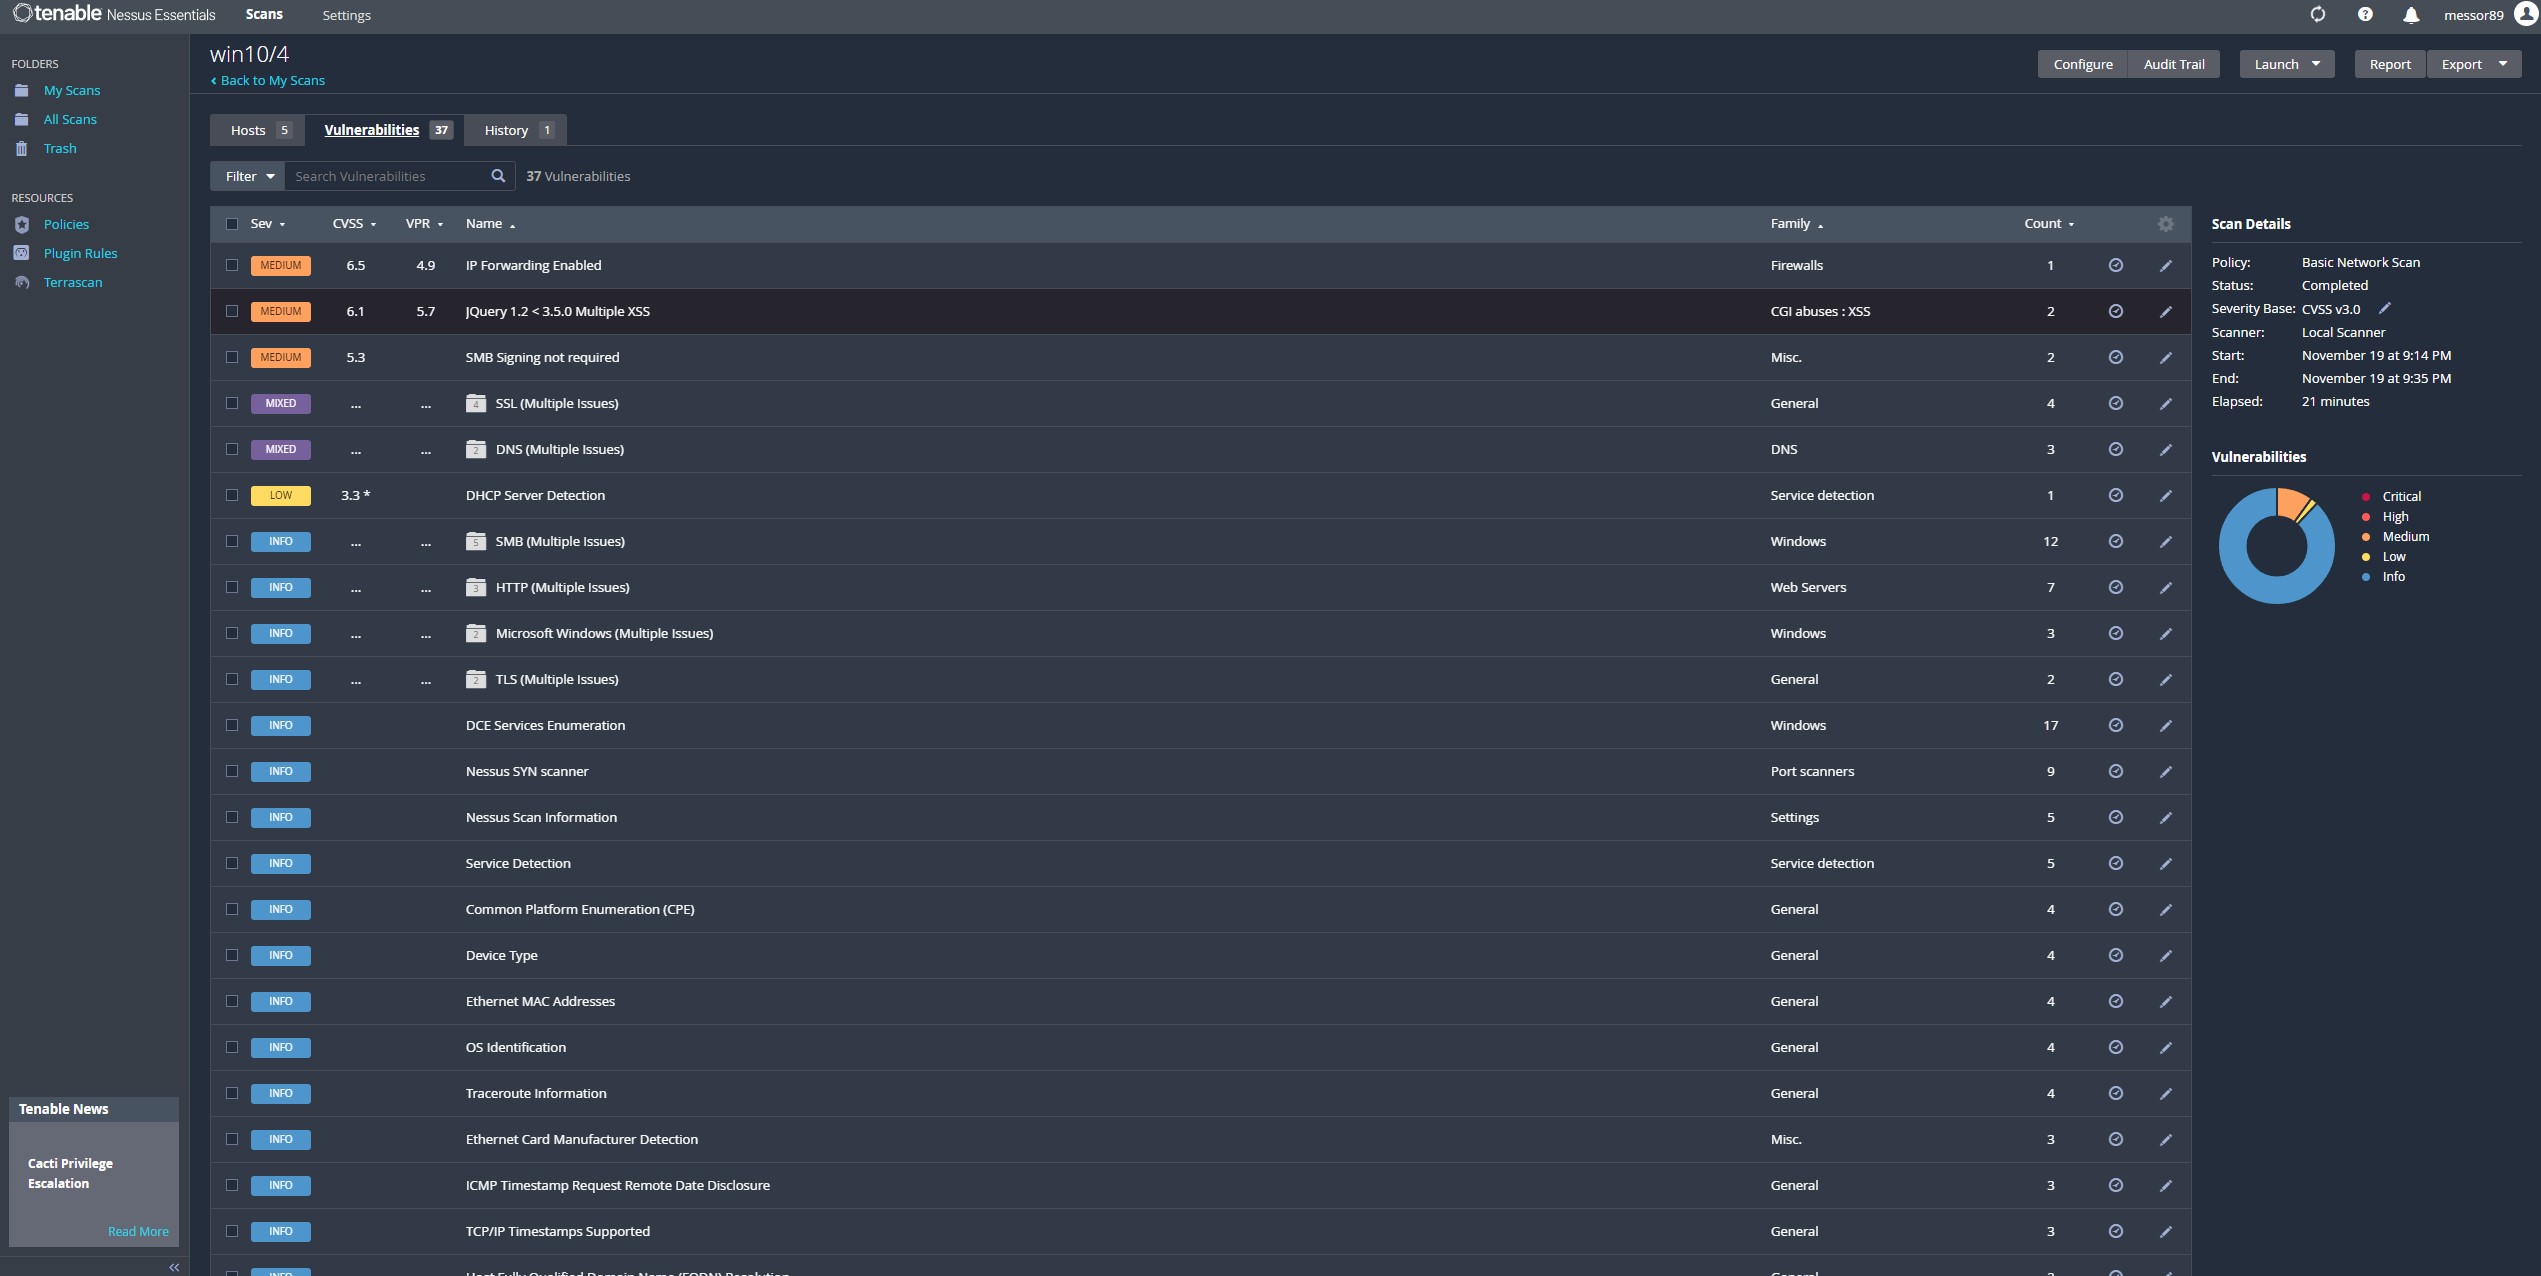 tenable Nessus Essentials Scans Settings messor89
FOLDERS
My Scans
All Scans
Trash
RESOURCES
Policies
Plugin Rules
Terrascan
Tenable News
Cacti Privilege
Escalation
Read More
win10/4
Back to My Scans
Configure Audit Trail Launch Report Export
Hosts 5 Vulnerabilities 37 History 1
Filter Search Vulnerabilities 37 Vulnerabilities
Sev CVSS VPR Name Family Count
MEDIUM 6.5 4.9 IP Forwarding Enabled Firewalls 1
MEDIUM 6.1 5.7 JQuery 1.2 < 3.5.0 Multiple XSS CGI abuses : XSS 2
MEDIUM 5.3 SMB Signing not required Misc. 2
MIXED ... ... 4 SSL (Multiple Issues) General 4
MIXED ... ... 2 DNS (Multiple Issues) DNS 3
LOW 3.3 * DHCP Server Detection Service detection 1
INFO ... ... 5 SMB (Multiple Issues) Windows 12
INFO ... ... 3 HTTP (Multiple Issues) Web Servers 7
INFO ... ... 2 Microsoft Windows (Multiple Issues) Windows 3
INFO ... ... 2 TLS (Multiple Issues) General 2
INFO DCE Services Enumeration Windows 17
INFO Nessus SYN scanner Port scanners 9
INFO Nessus Scan Information Settings 5
INFO Service Detection Service detection 5
INFO Common Platform Enumeration (CPE) General 4
INFO Device Type General 4
INFO Ethernet MAC Addresses General 4
INFO OS Identification General 4
INFO Traceroute Information General 4
INFO Ethernet Card Manufacturer Detection Misc. 3
INFO ICMP Timestamp Request Remote Date Disclosure General 3
INFO TCP/IP Timestamps Supported General 3
INFO Host Fully Qualified Domain Name (FQDN) Resolution General
Scan Details
Policy: Basic Network Scan
Status: Completed
Severity Base: CVSS v3.0
Scanner: Local Scanner
Start: November 19 at 9:14 PM
End: November 19 at 9:35 PM
Elapsed: 21 minutes
Vulnerabilities
Critical
High
Medium
Low
Info